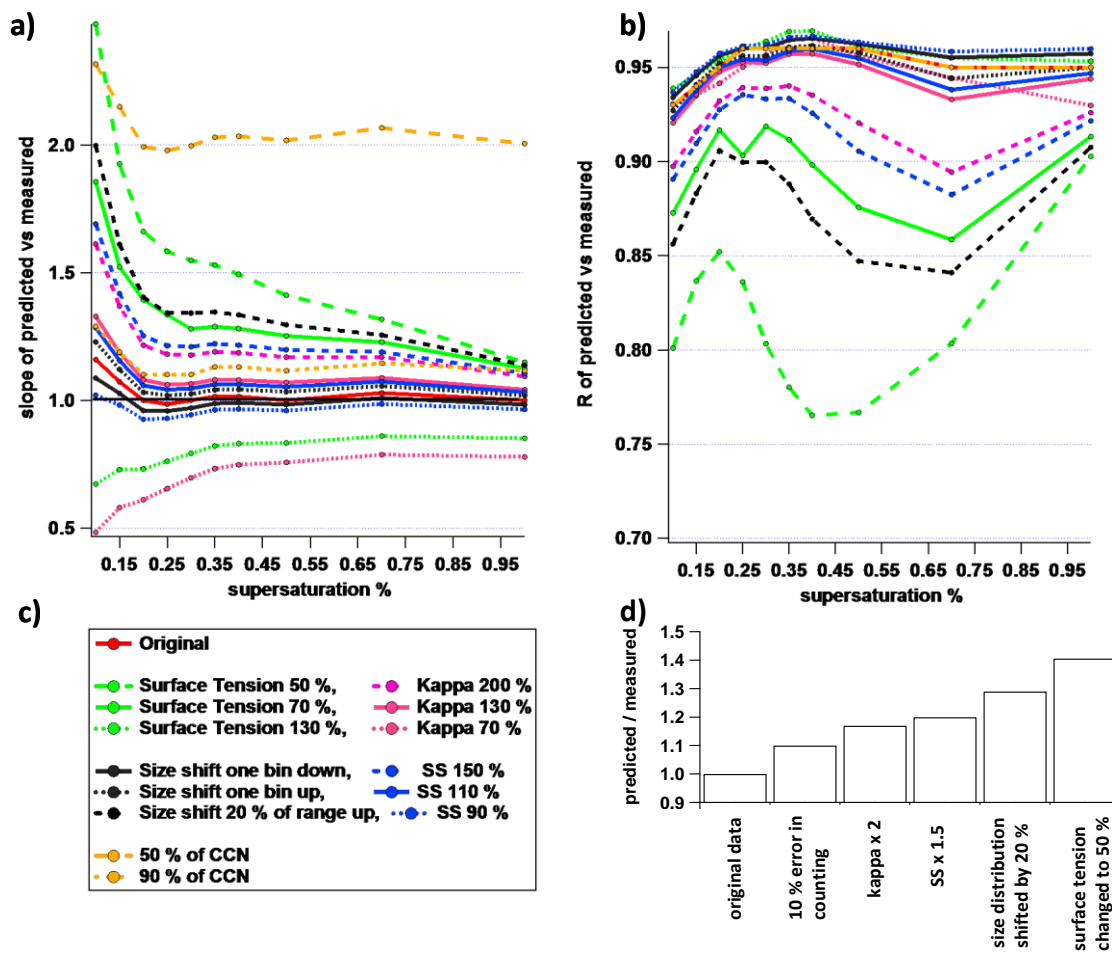 a)
slope of predicted vs measured
2.0
1.5
1.0
0.5
0.15 0.25 0.35 0.45 0.55 0.65 0.75 0.85 0.95
supersaturation %
b)
R of predicted vs measured
0.95
0.90
0.85
0.80
0.75
0.70
0.15 0.25 0.35 0.45 0.55 0.65 0.75 0.85 0.95
supersaturation %
c)
Original
Surface Tension 50 %, Kappa 200 %
Surface Tension 70 %, Kappa 130 %
Surface Tension 130 %, Kappa 70 %
Size shift one bin down, SS 150 %
Size shift one bin up, SS 110 %
Size shift 20 % of range up, SS 90 %
50 % of CCN
90 % of CCN
d)
predicted / measured
1.5
1.4
1.3
1.2
1.1
1.0
0.9
original data
10 % error in
counting
kappa x 2
SS x 1.5
size distribution
shifted by 20 %
surface tension
changed to 50 %